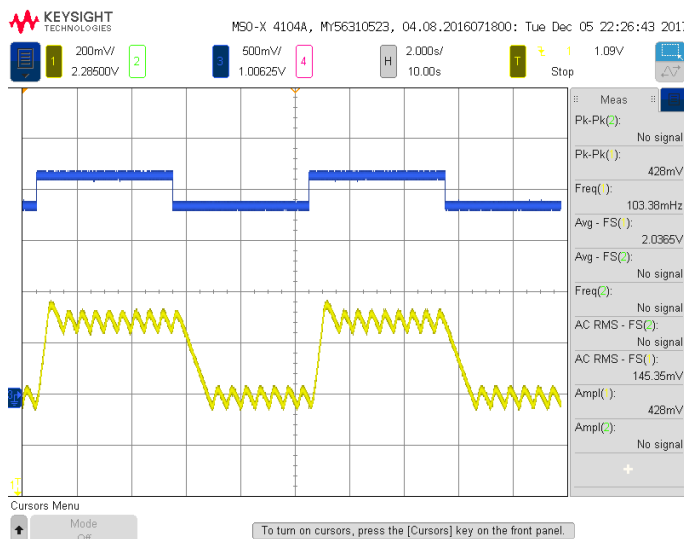 KEYSIGHT
TECHNOLOGIES
MSO-X 4104A, MY56310523, 04.08.2016071800: Tue Dec 05 22:26:43 2017
1 200mV/ 2 3 500mV/ 4 H 2.000s/ T 1 1.09V
2.28500V 1.00625V 10.00s Stop
Meas
Pk-Pk(2):
No signal
Pk-Pk(1):
428mV
Freq( ):
103.38mHz
Avg - FS(1):
2.0365V
Avg - FS(2):
No signal
Freq(2):
No signal
AC RMS - FS(2):
No signal
AC RMS - FS( ):
145.35mV
Ampl(1):
428mV
Ampl(2):
No signal
+
Cursors Menu
Mode
Off
To turn on cursors, press the [Cursors] key on the front panel.